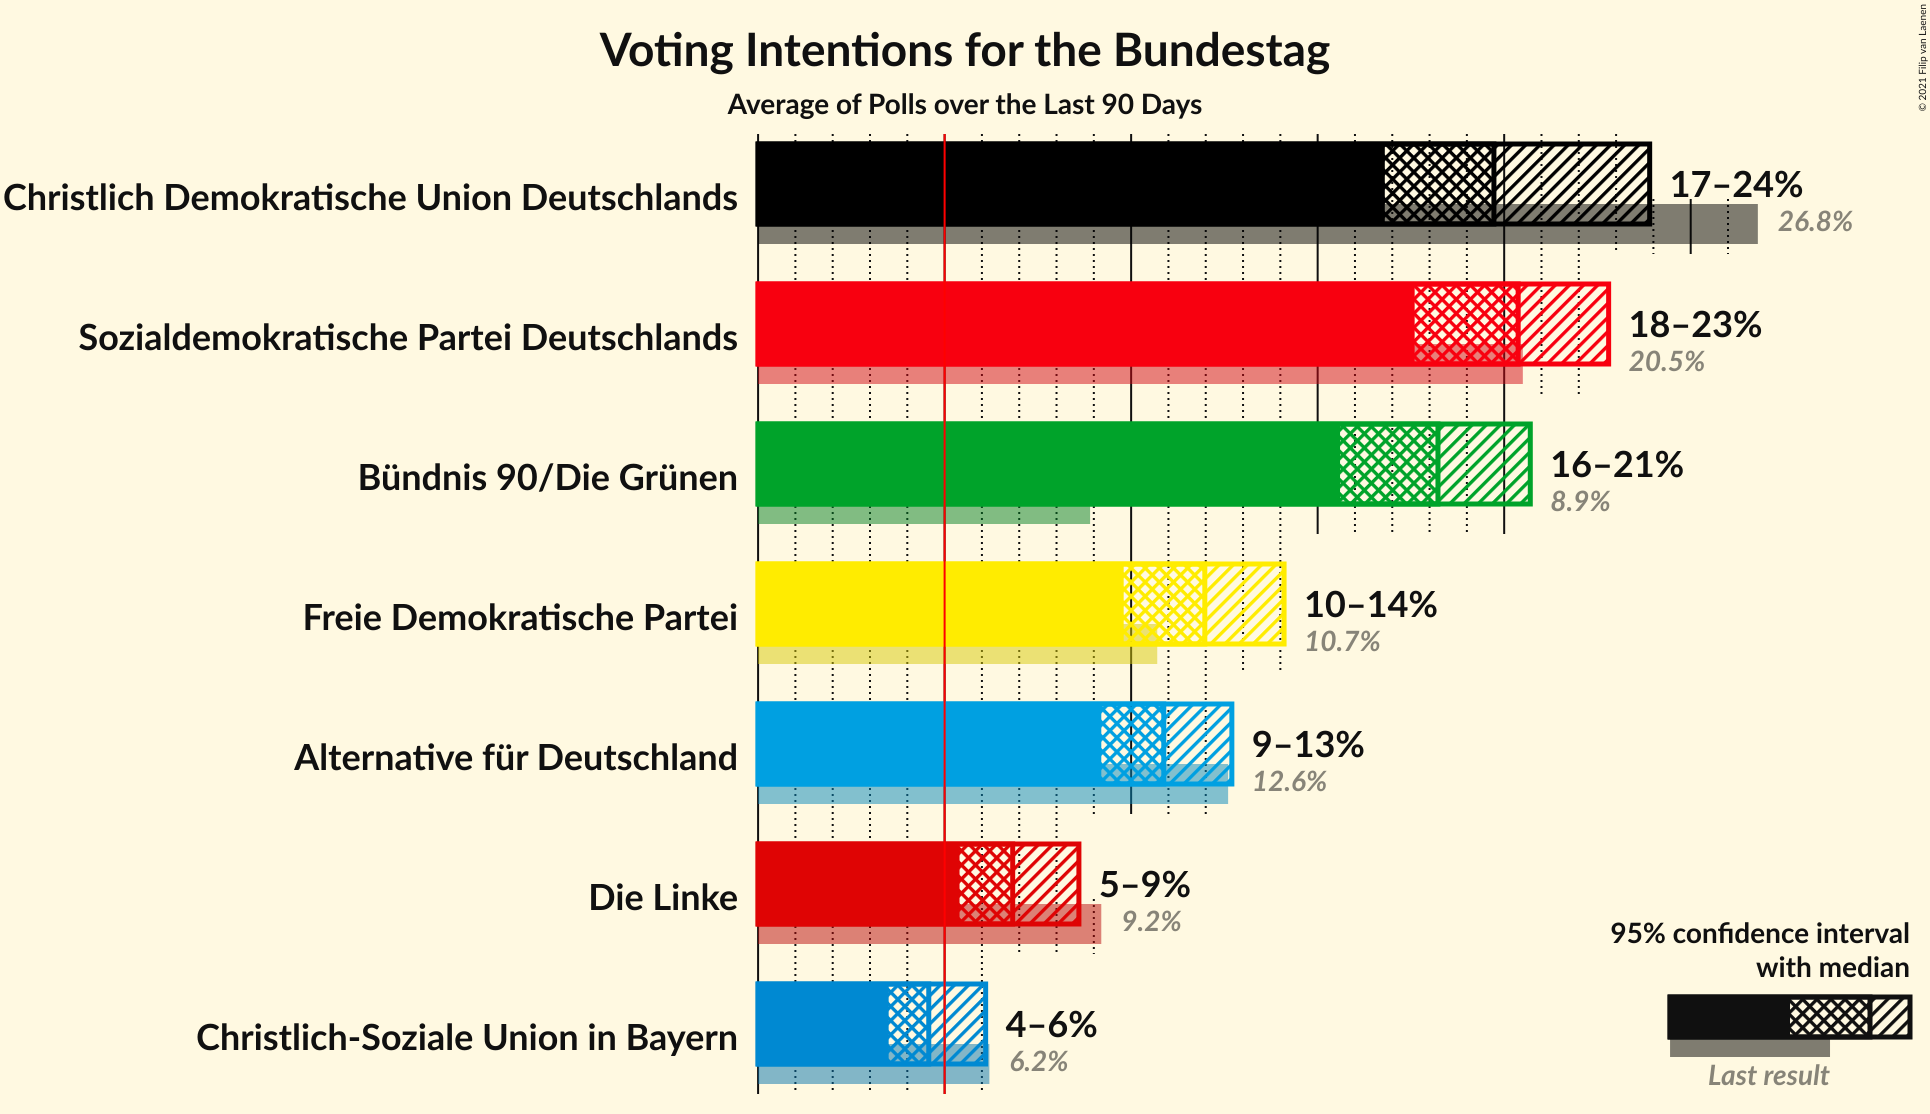 Voting Intentions for the Bundestag
Average of Polls over the Last 90 Days
© 2021 Filip van Laenen
Christlich Demokratische Union Deutschlands
17–24%
26.8%
Sozialdemokratische Partei Deutschlands
18–23%
20.5%
Bündnis 90/Die Grünen
16–21%
8.9%
Freie Demokratische Partei
10–14%
10.7%
Alternative für Deutschland
9–13%
12.6%
Die Linke
5–9%
9.2%
Christlich-Soziale Union in Bayern
4–6%
6.2%
95% confidence interval
with median
Last result